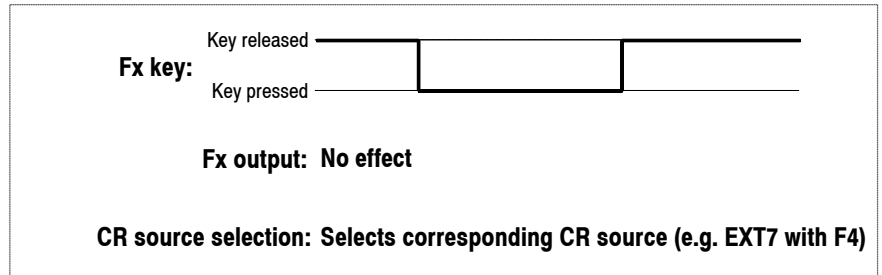 Key released
Fx key:
Key pressed
Fx output: No effect
CR source selection: Selects corresponding CR source (e.g. EXT7 with F4)